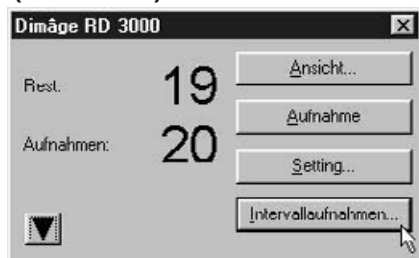 Dimâge RD 3000
Rest: 19
Aufnahmen: 20
Ansicht...
Aufnahme
Setting...
Intervallaufnahmen...